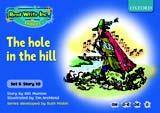 Read Write Inc.
OXFORD
The hole
in the hill
Set 6 Story 10
Story by Gill Munton
Illustrated by Tim Archbold
Series developed by Ruth Miskin